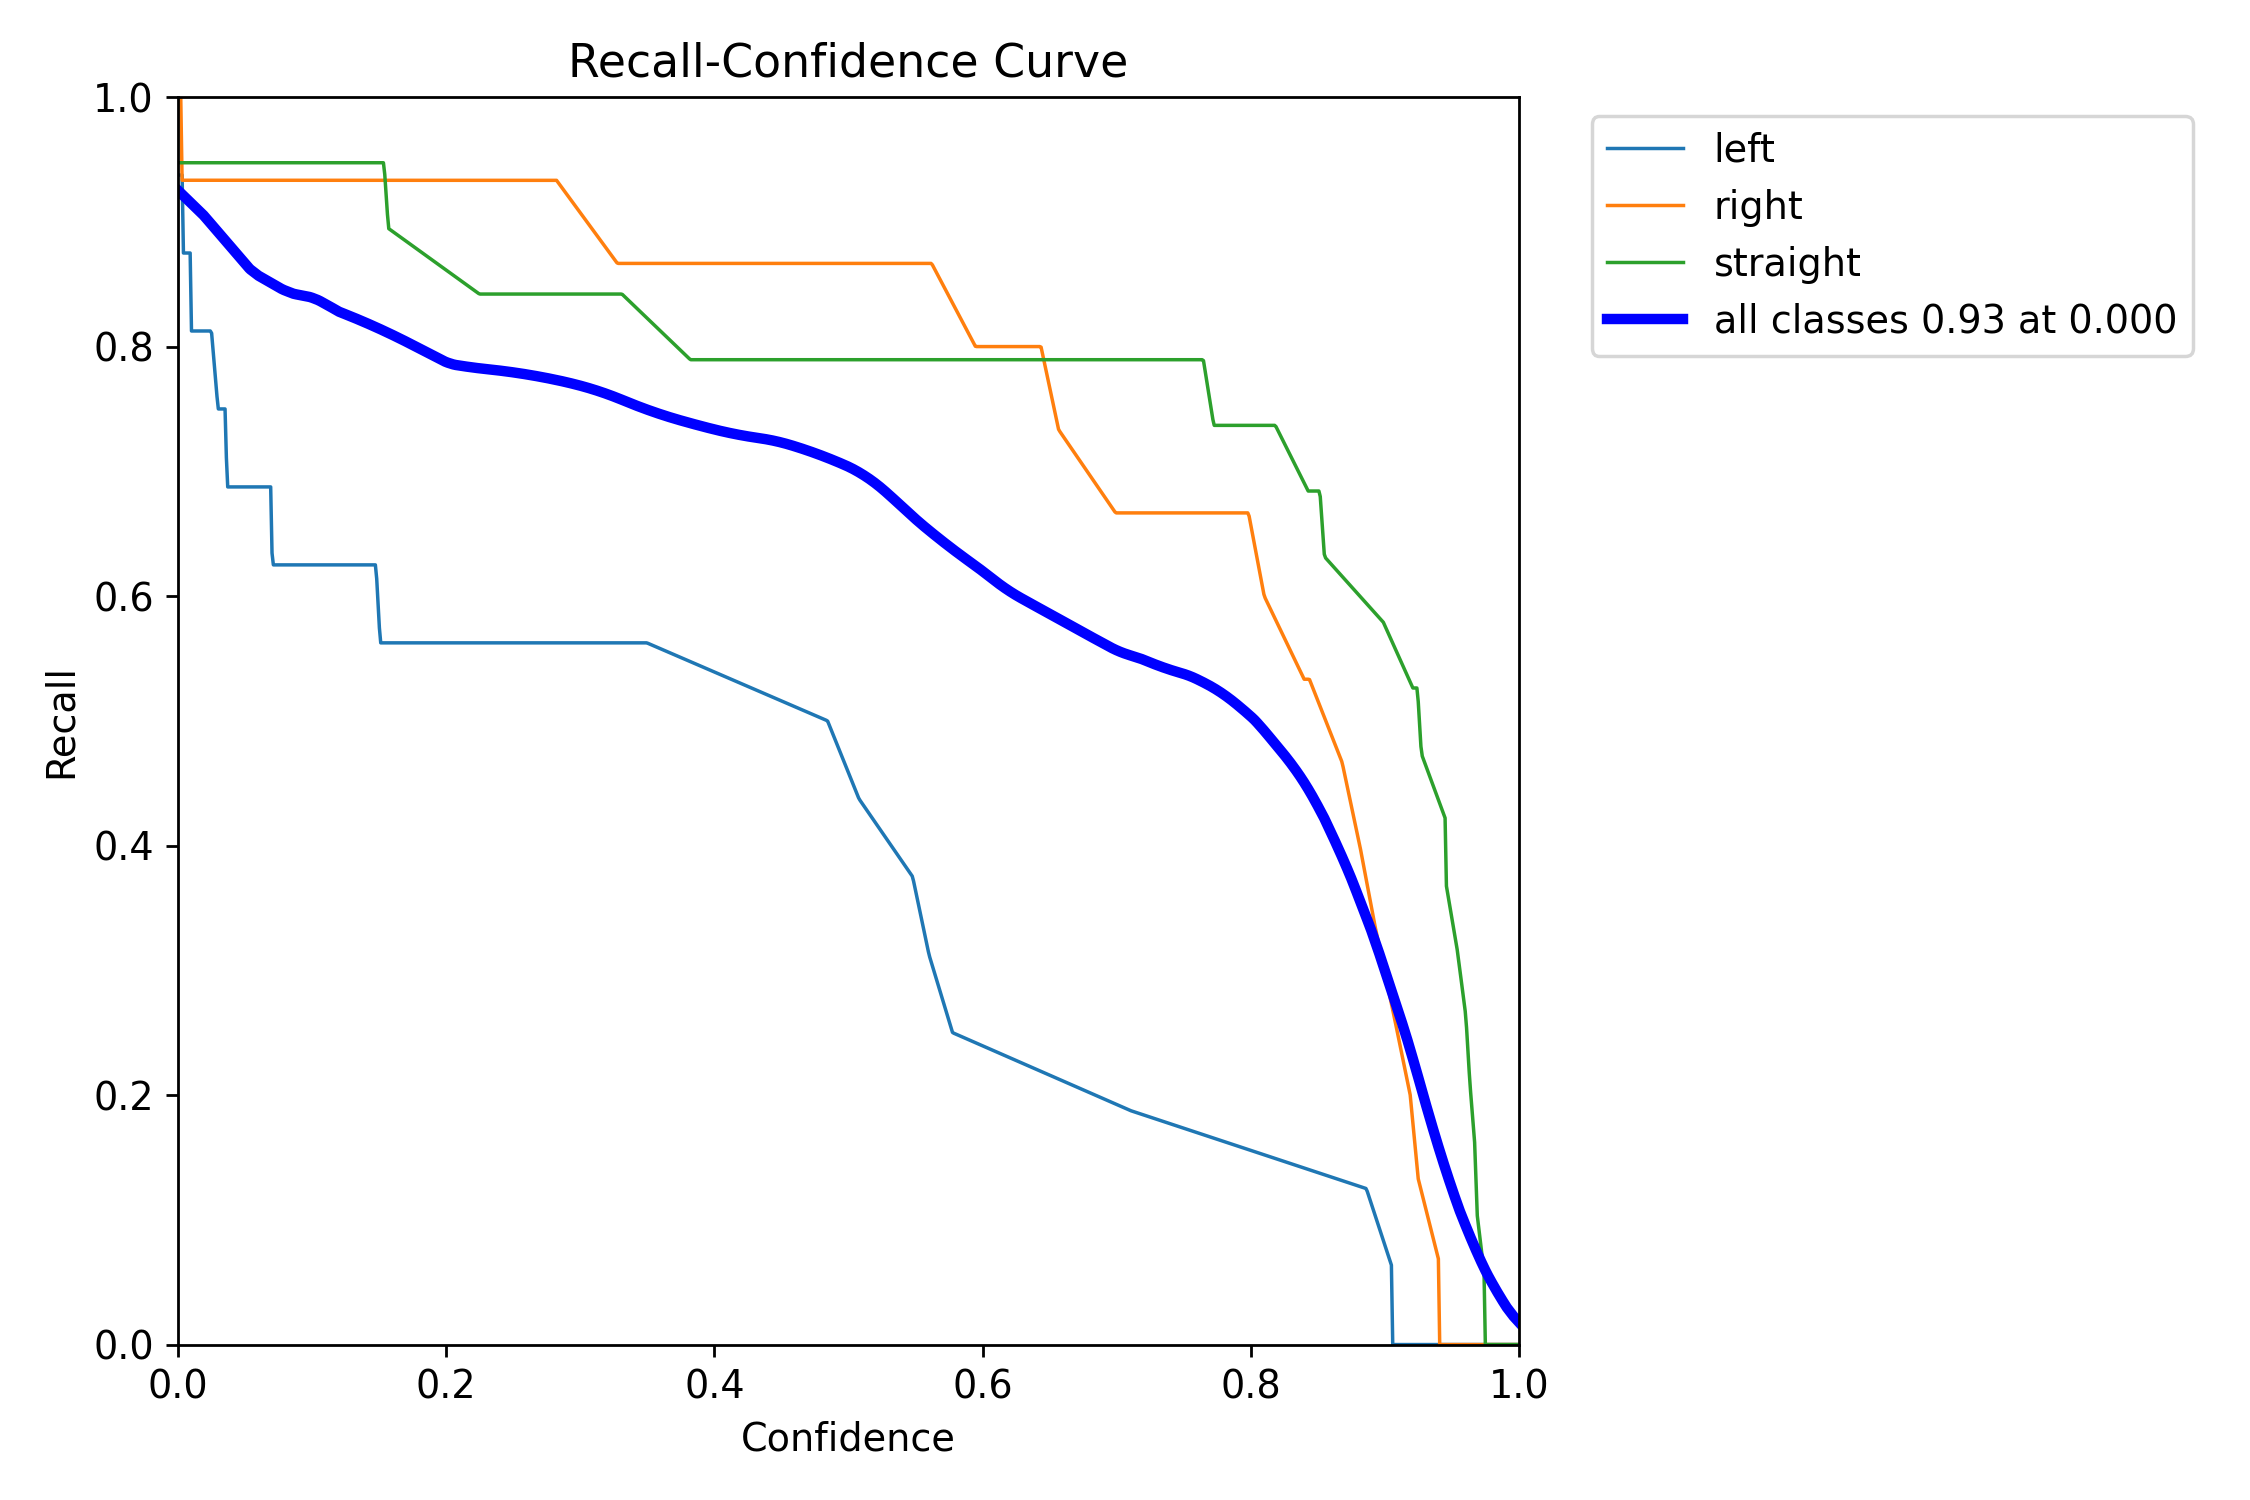 Recall-Confidence Curve
1.0
0.8
0.6
0.4
0.2
0.0
Recall
0.0 0.2 0.4 0.6 0.8 1.0
Confidence
left
right
straight
all classes 0.93 at 0.000